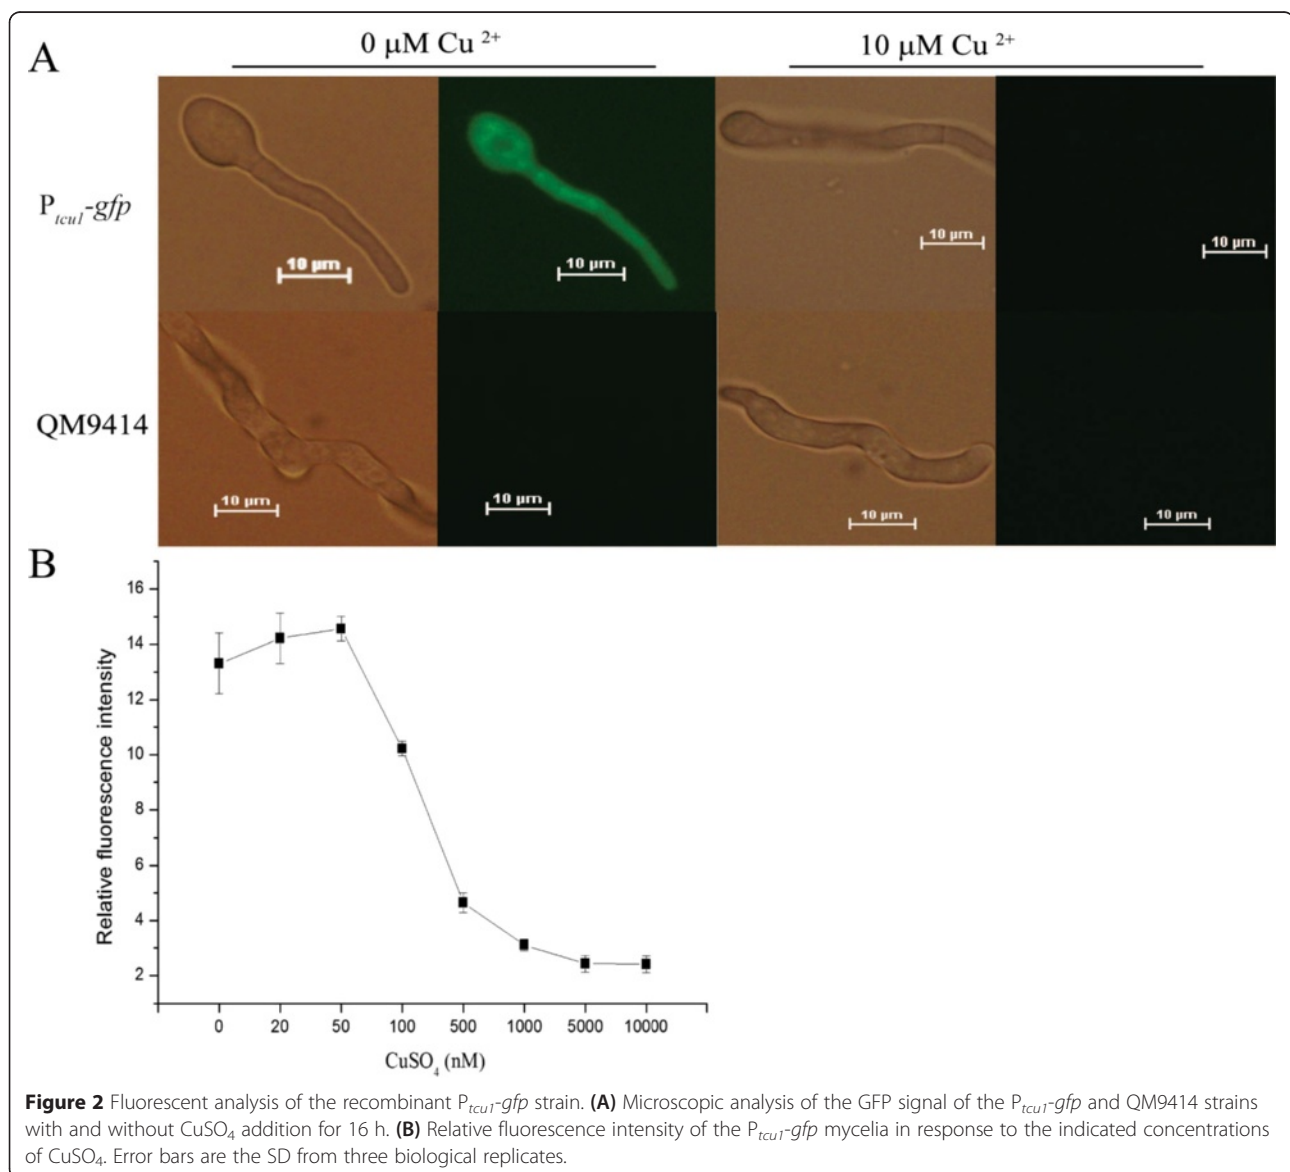 A
0 μM Cu 2+
10 μM Cu 2+
Ptcu1-gfp
10 μm
10 μm
10 μm
10 μm
QM9414
10 μm
10 μm
10 μm
10 μm
B
16
14
12
10
8
6
4
2
Relative fluorescence intensity
0 20 50 100 500 1000 5000 10000
CuSO4 (nM)
Figure 2 Fluorescent analysis of the recombinant Ptcu1-gfp strain. (A) Microscopic analysis of the GFP signal of the Ptcu1-gfp and QM9414 strains
with and without CuSO4 addition for 16 h. (B) Relative fluorescence intensity of the Ptcu1-gfp mycelia in response to the indicated concentrations
of CuSO4. Error bars are the SD from three biological replicates.